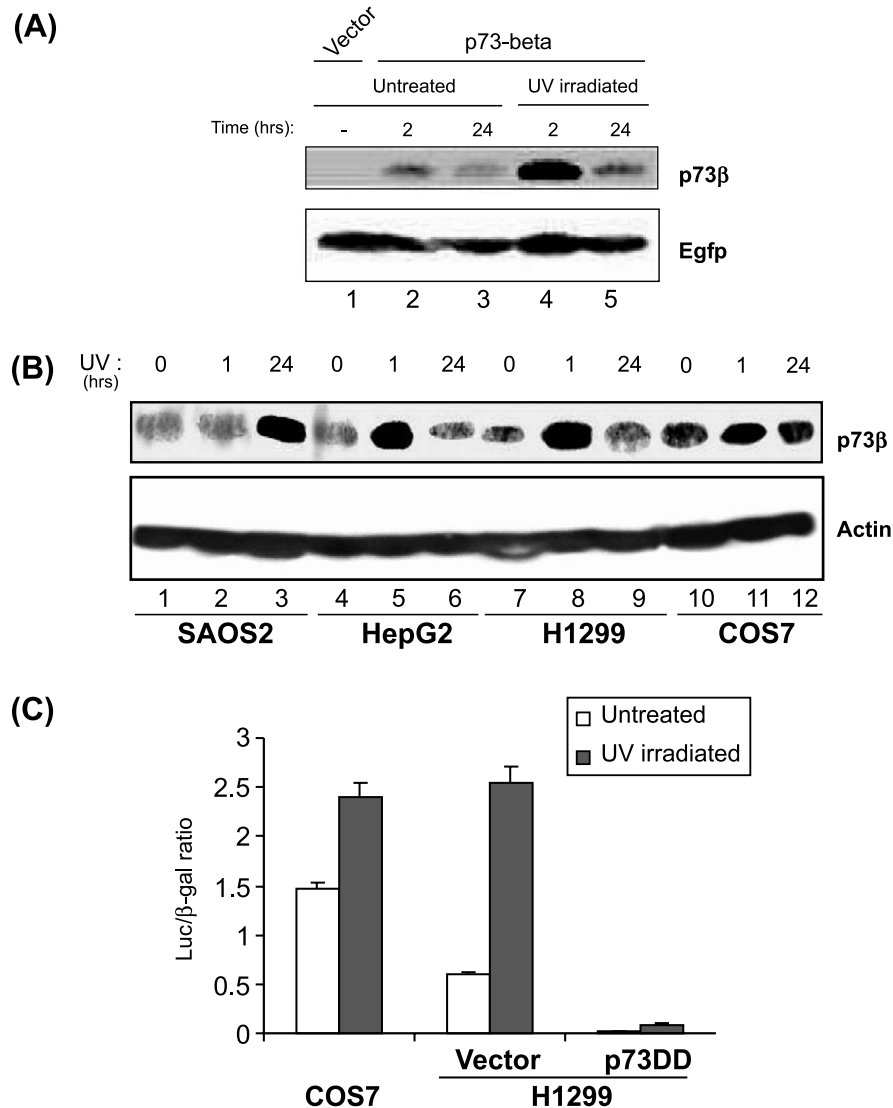 (A)
Vector
p73-beta
Untreated UV irradiated
Time (hrs): - 2 24 2 24
p73β
Egfp
1 2 3 4 5
(B) UV : 0 1 24 0 1 24 0 1 24 0 1 24
(hrs)
p73β
Actin
1 2 3 4 5 6 7 8 9 10 11 12
SAOS2 HepG2 H1299 COS7
(C)
Untreated
UV irradiated
3
2.5
2
1.5
1
0.5
0
Luc/β-gal ratio
Vector p73DD
COS7 H1299